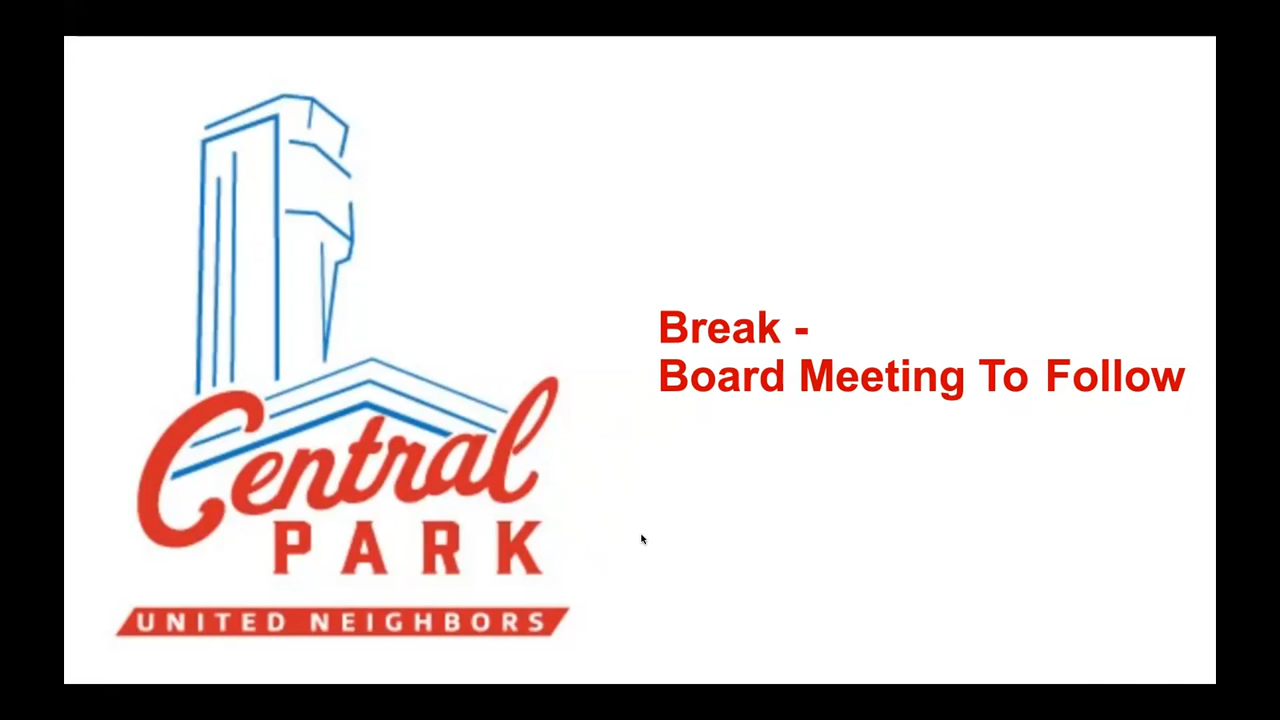 Break -
Board Meeting To Follow
Central
PARK
UNITED NEIGHBORS